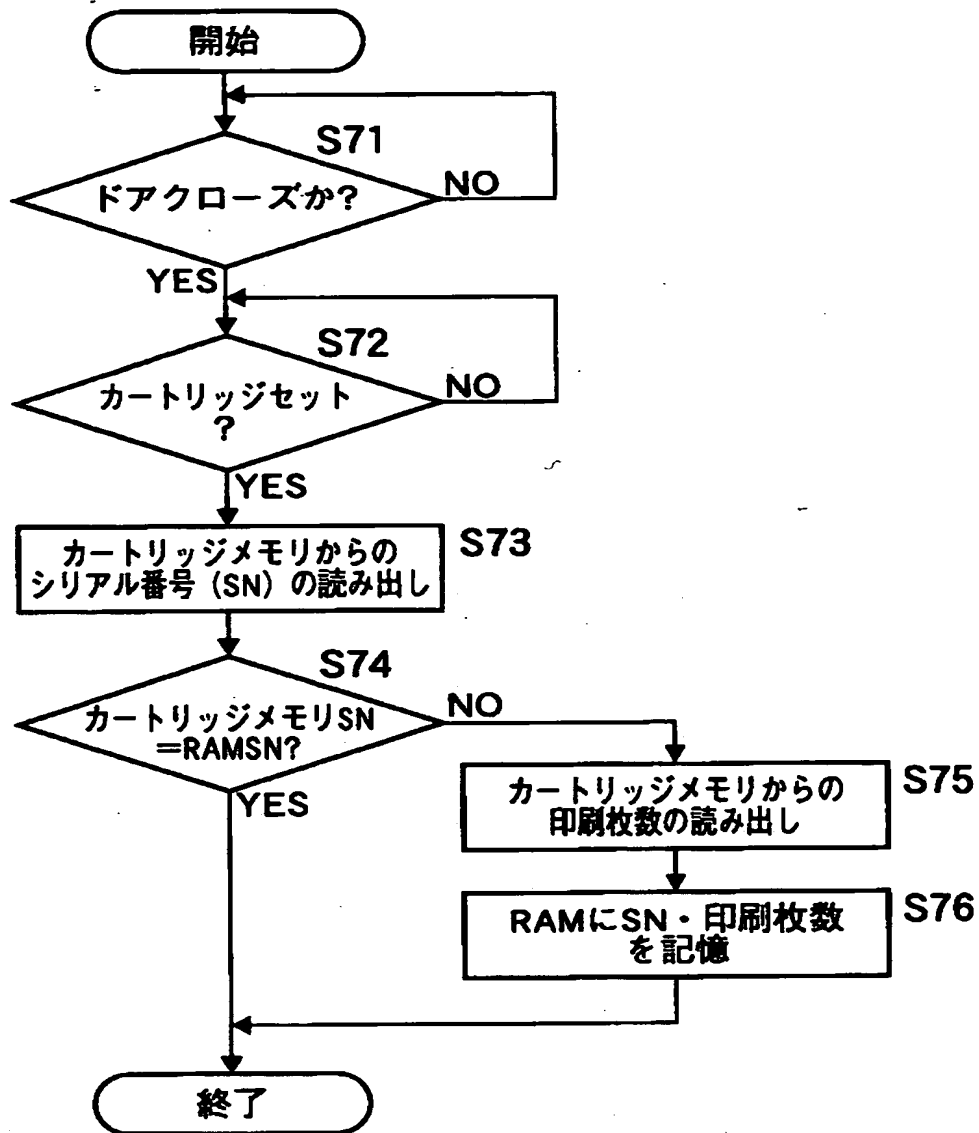 開始
S71
ドアクローズか?
NO
YES
S72
カートリッジセット
?
NO
YES
S73
カートリッジメモリからの
シリアル番号(SN)の読み出し
S74
カートリッジメモリSN
=RAMSN?
NO
YES
S75
カートリッジメモリからの
印刷枚数の読み出し
S76
RAMにSN・印刷枚数
を記憶
終了